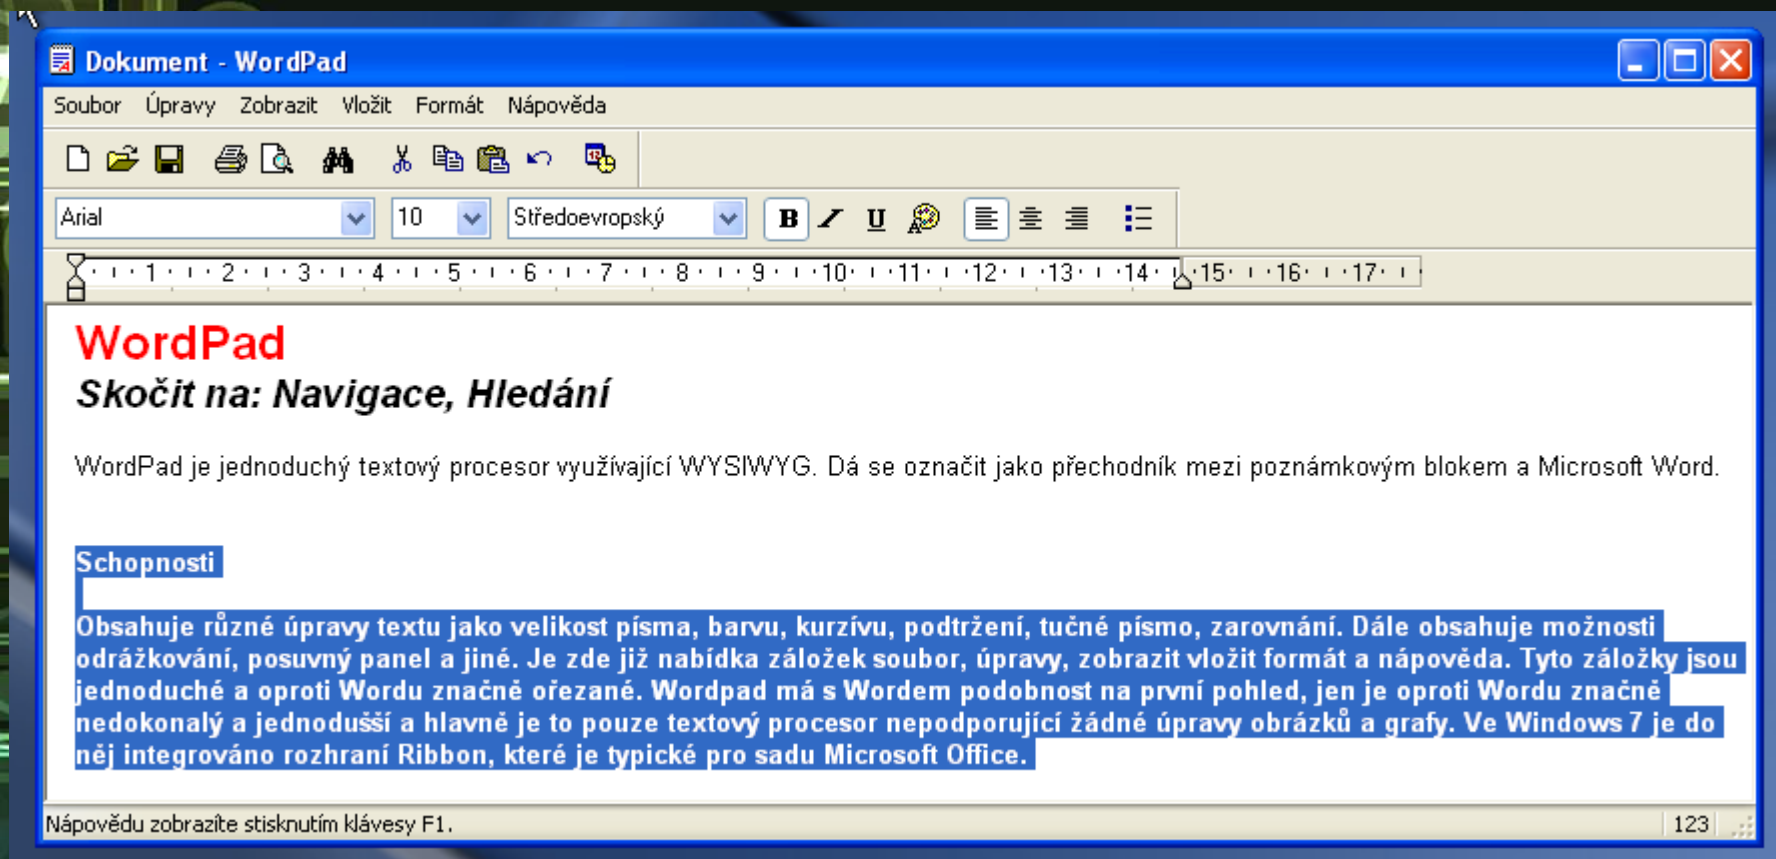 Dokument - WordPad
Soubor Úpravy Zobrazit Vložit Formát Nápověda
Arial 10 Středoevropský B U
1 2 3 4 5 6 7 8 9 10 11 12 13 14 15 16 17
WordPad
Skočit na: Navigace, Hledání
WordPad je jednoduchý textový procesor využívající WYSIWYG. Dá se označit jako přechodník mezi poznámkovým blokem a Microsoft Word.
Schopnosti
Obsahuje různé úpravy textu jako velikost písma, barvu, kurzívu, podtržení, tučné písmo, zarovnání. Dále obsahuje možnosti
odrážkování, posuvný panel a jiné. Je zde již nabídka záložek soubor, úpravy, zobrazit vložit formát a nápověda. Tyto záložky jsou
jednoduché a oproti Wordu značně ořezané. Wordpad má s Wordem podobnost na první pohled, jen je oproti Wordu značně
nedokonalý a jednodušší a hlavně je to pouze textový procesor nepodporující žádné úpravy obrázků a grafy. Ve Windows 7 je do
něj integrováno rozhraní Ribbon, které je typické pro sadu Microsoft Office.
Nápovědu zobrazíte stisknutím klávesy F1. 123